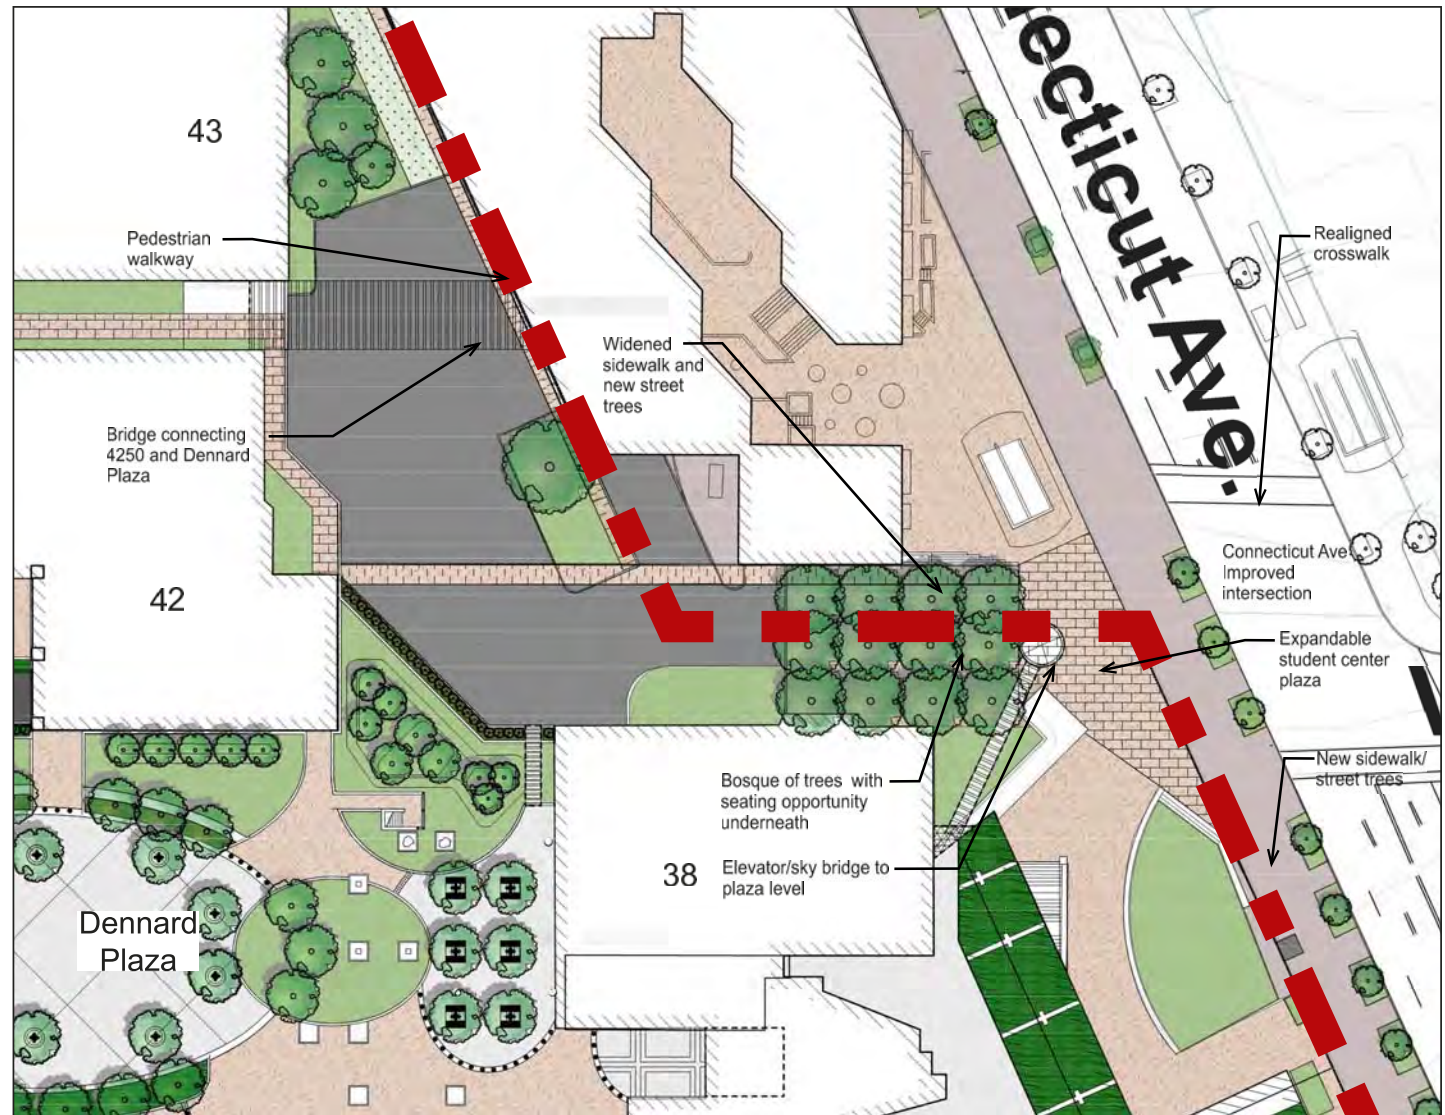 necticut Ave.
43
Pedestrian
walkway
Realigned
crosswalk
Widened
sidewalk and
new street
trees
Bridge connecting
4250 and Dennard
Plaza
Connecticut Ave
Improved
intersection
42
Expandable
student center
plaza
New sidewalk/
street trees
Bosque of trees with
seating opportunity
underneath
38
Elevator/sky bridge to
plaza level
Dennard
Plaza